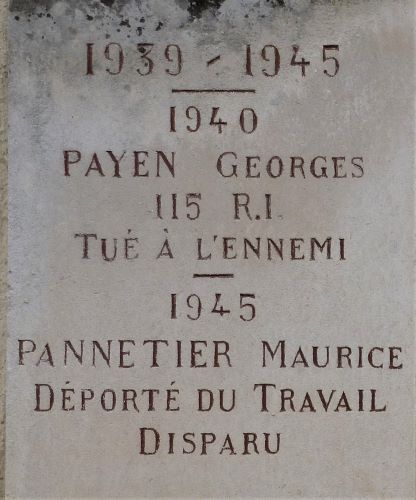 1939 - 1945
1940
PAYEN GEORGES
115 R.I.
TUÉ À L'ENNEMI
1945
PANNETIER MAURICE
DÉPORTÉ DU TRAVAIL
DISPARU